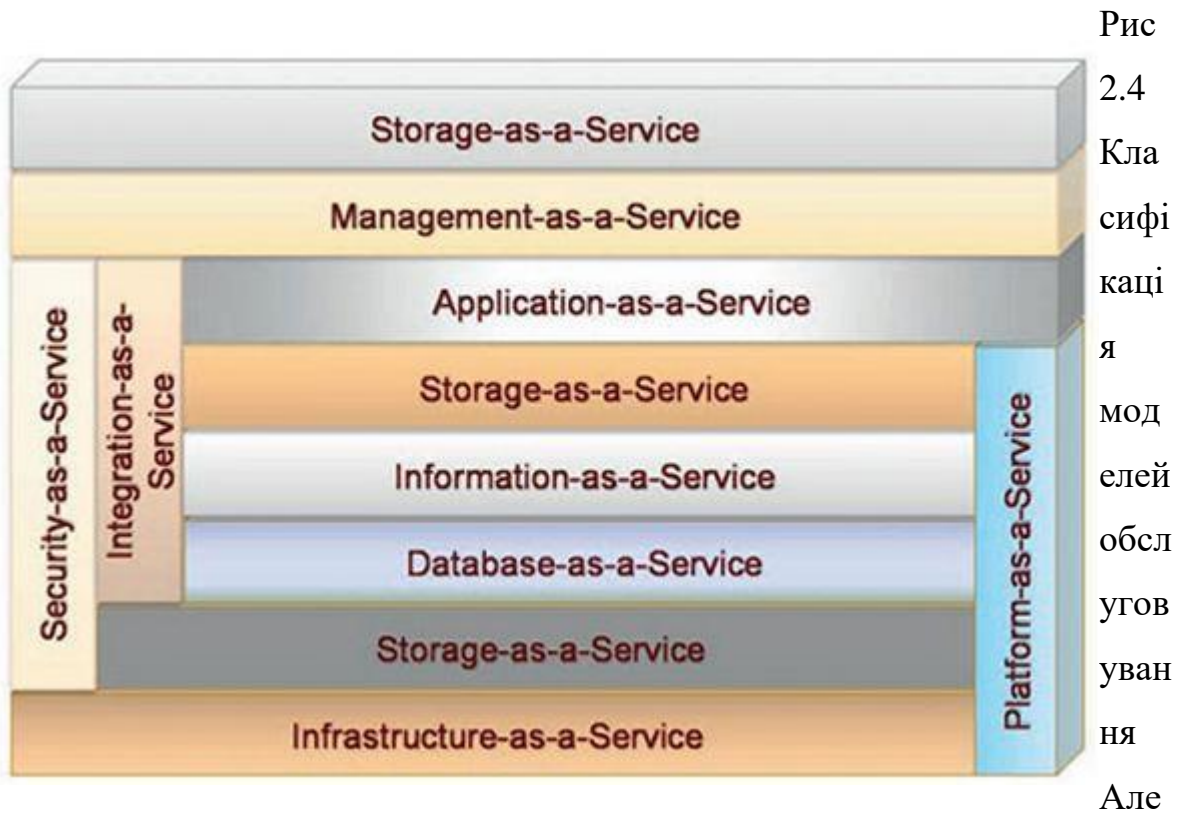 Storage-as-a-Service
Management-as-a-Service
Security-as-a-Service
Integration-as-a-
Service
Application-as-a-Service
Storage-as-a-Service
Information-as-a-Service
Database-as-a-Service
Storage-as-a-Service
Infrastructure-as-a-Service
Platform-as-a-Service
Рис
2.4
Кла
сифі
каці
я
мод
елей
обсл
угов
уван
ня
Але